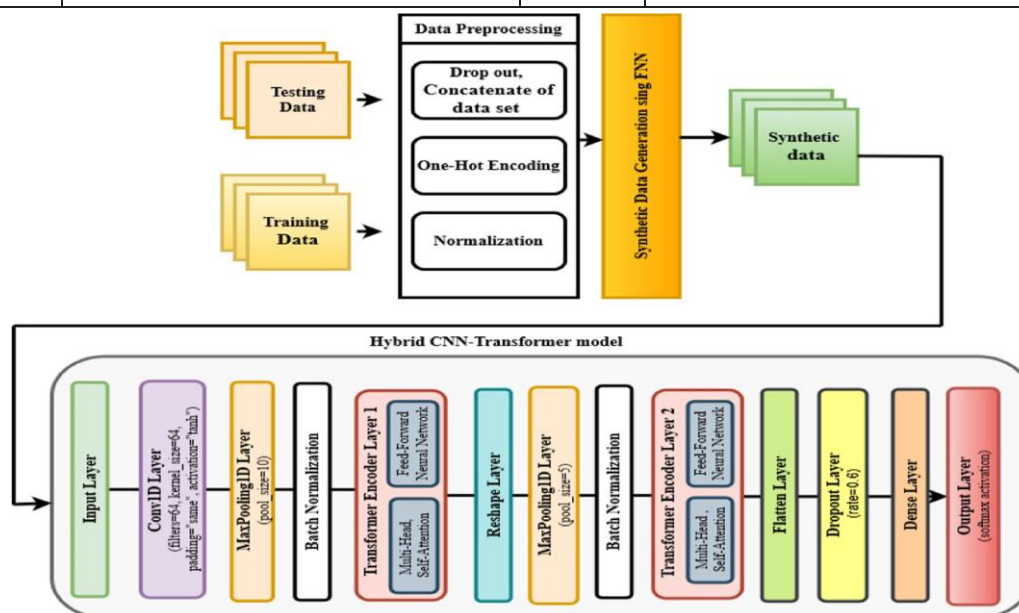 Data Preprocessing
Testing
Data
Drop out,
Concatenate of
data set
One-Hot Encoding
Training
Data
Normalization
Synthetic Data Generation sing FNN
Synthetic
data
Hybrid CNN-Transformer model
Input Layer
Conv1D Layer
(filters=64, kernel_size=64,
padding="same", activation="tanh")
MaxPooling1D Layer
(pool_size=10)
Batch Normalization
Transformer Encoder Layer 1
Feed-Forward
Neural Network
Multi-Head,
Self-Attention
Reshape Layer
MaxPooling1D Layer
(pool_size=5)
Batch Normalization
Transformer Encoder Layer 2
Feed-Forward
Neural Network
Multi-Head ,
Self-Attention
Flatten Layer
Dropout Layer
(rate=0.6)
Dense Layer
Output Layer
(softmax activation)